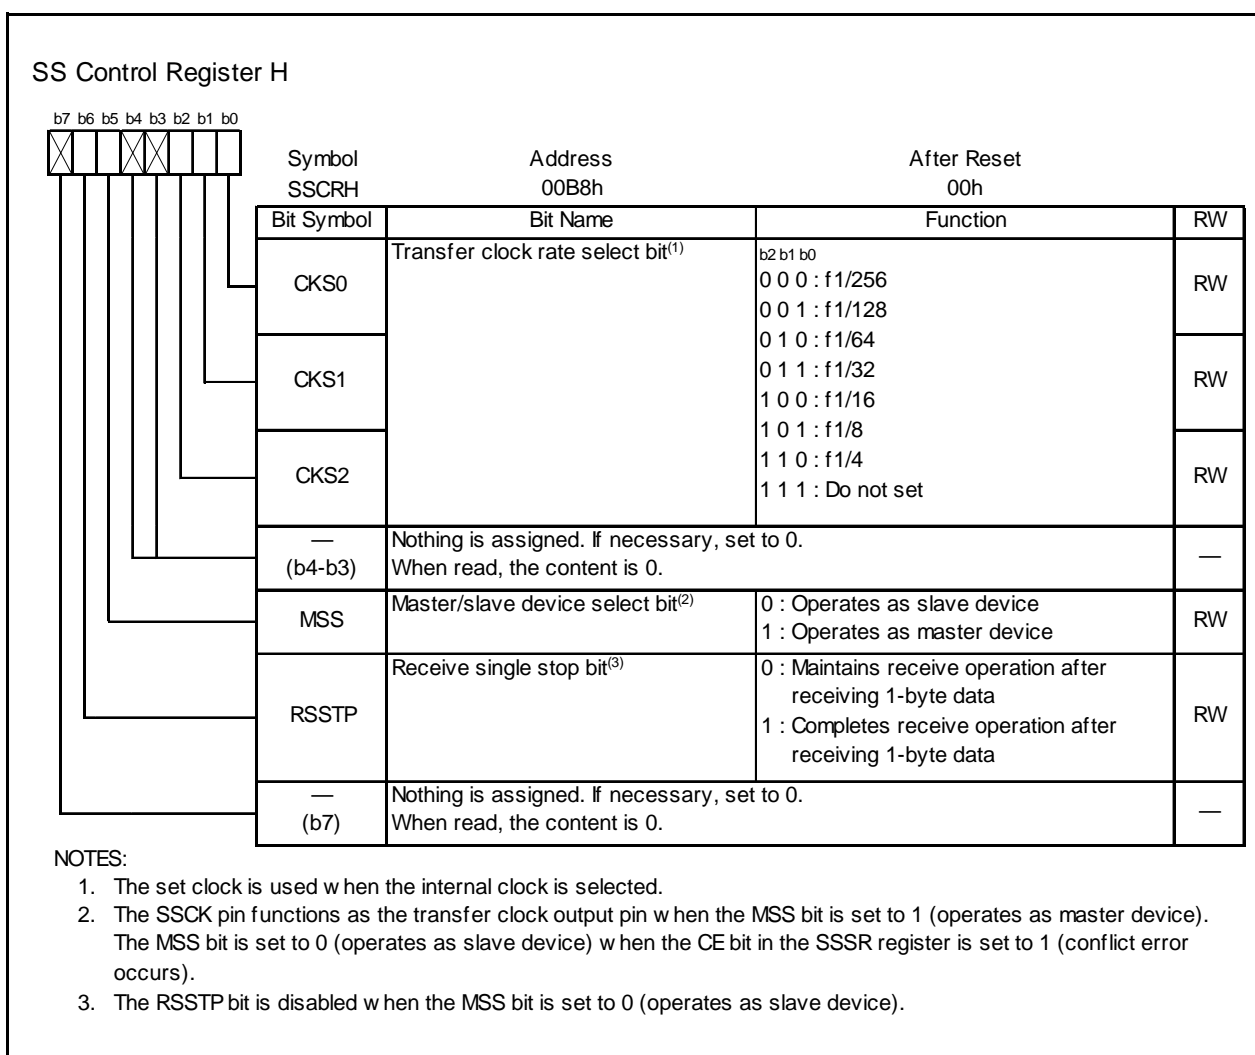 SS Control Register H
b7 b6 b5 b4 b3 b2 b1 b0
Symbol Address After Reset
SSCRH 00B8h 00h
Bit Symbol Bit Name Function RW
CKS0 Transfer clock rate select bit(1) b2 b1 b0
0 0 0 : f1/256 RW
0 0 1 : f1/128
0 1 0 : f1/64
CKS1 0 1 1 : f1/32 RW
1 0 0 : f1/16
1 0 1 : f1/8
CKS2 1 1 0 : f1/4 RW
1 1 1 : Do not set
— Nothing is assigned. If necessary, set to 0. —
(b4-b3) When read, the content is 0.
MSS Master/slave device select bit(2) 0 : Operates as slave device RW
1 : Operates as master device
RSSTP Receive single stop bit(3) 0 : Maintains receive operation after
receiving 1-byte data RW
1 : Completes receive operation after
receiving 1-byte data
— Nothing is assigned. If necessary, set to 0. —
(b7) When read, the content is 0.
NOTES:
1. The set clock is used when the internal clock is selected.
2. The SSCK pin functions as the transfer clock output pin when the MSS bit is set to 1 (operates as master device).
The MSS bit is set to 0 (operates as slave device) when the CE bit in the SSSR register is set to 1 (conflict error
occurs).
3. The RSSTP bit is disabled when the MSS bit is set to 0 (operates as slave device).